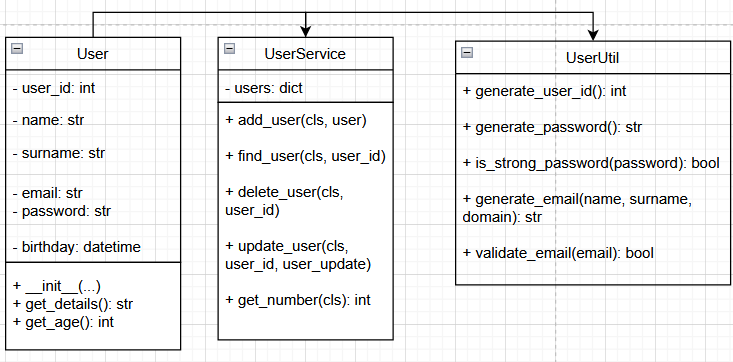 User
- user_id: int
- name: str
- surname: str
- email: str
- password: str
- birthday: datetime
+ __init__(...)
+ get_details(): str
+ get_age(): int
UserService
- users: dict
+ add_user(cls, user)
+ find_user(cls, user_id)
+ delete_user(cls,
user_id)
+ update_user(cls,
user_id, user_update)
+ get_number(cls): int
UserUtil
+ generate_user_id(): int
+ generate_password(): str
+ is_strong_password(password): bool
+ generate_email(name, surname,
domain): str
+ validate_email(email): bool